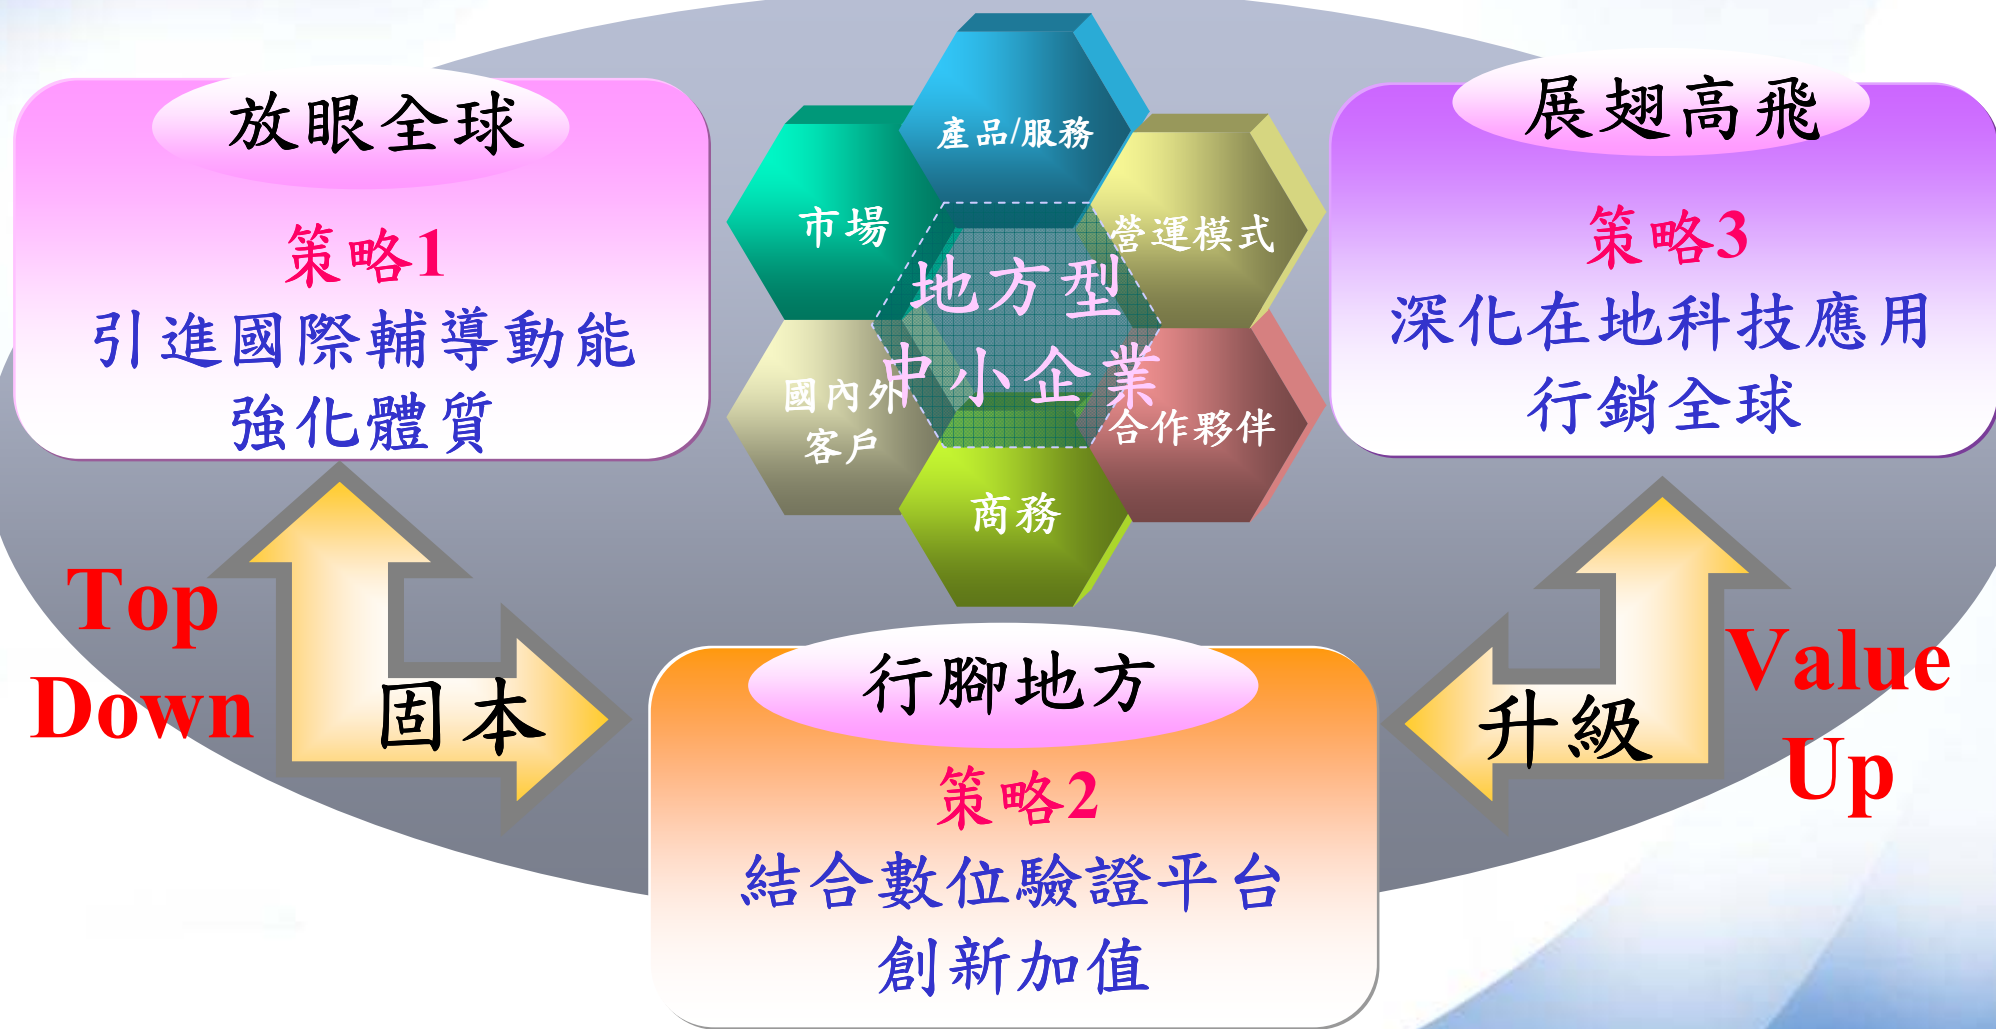 放眼全球
策略1
引進國際輔導動能
強化體質
產品/服務
市場
營運模式
地方型
中小企業
國內外
客戶
合作夥伴
商務
展翅高飛
策略3
深化在地科技應用
行銷全球
Top
Down
固本
行腳地方
策略2
結合數位驗證平台
創新加值
升級
Value
Up